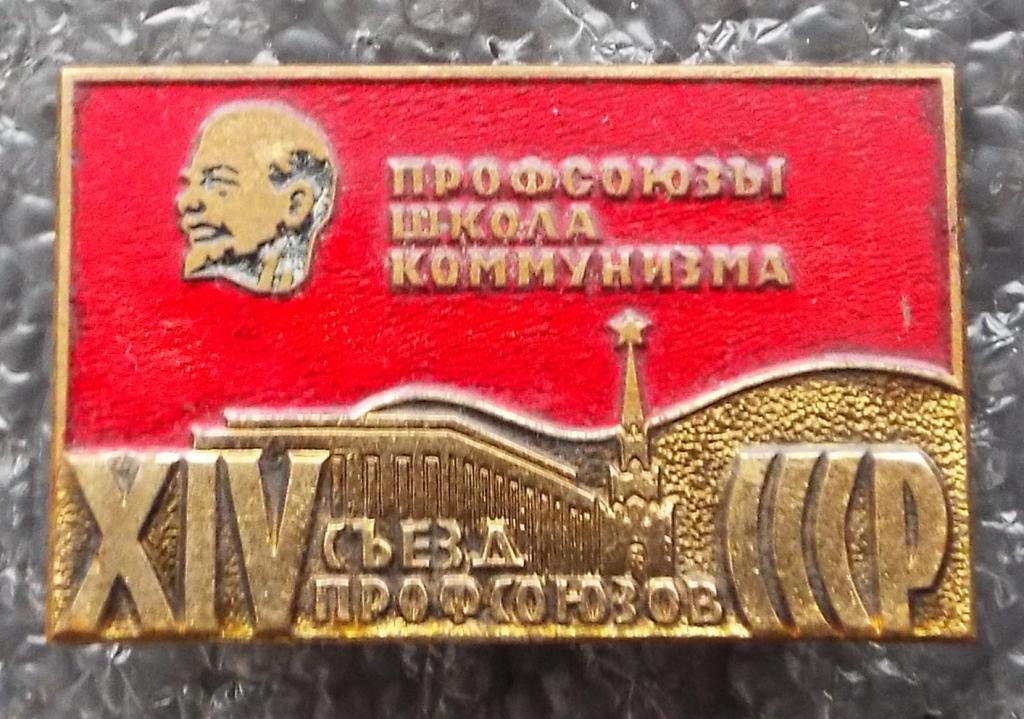 ПРОФСОЮЗЫ
ШКОЛА
КОММУНИЗМА
XIV СЪЕЗД
ПРОФСОЮЗОВ СССР